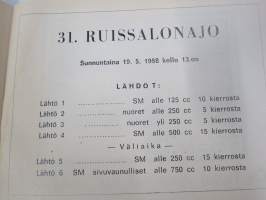 31. RUISSALONAJO
Sunnuntaina 19. 5. 1968 kello 13.00
LÄHDÖT:
Lähtö 1 ................ SM alle 125 cc 10 kierrosta
Lähtö 2 ................ nuoret alle 250 cc 5 kierrosta
Lähtö 3 ................ nuoret yli 250 cc 5 kierrosta
Lähtö 4 ................ SM alle 500 cc 15 kierrosta
— Väliaika —
Lähtö 5 ................ SM alle 250 cc 15 kierrosta
Lähtö 6 SM sivuvaunulliset alle 750 cc 10 kierrosta